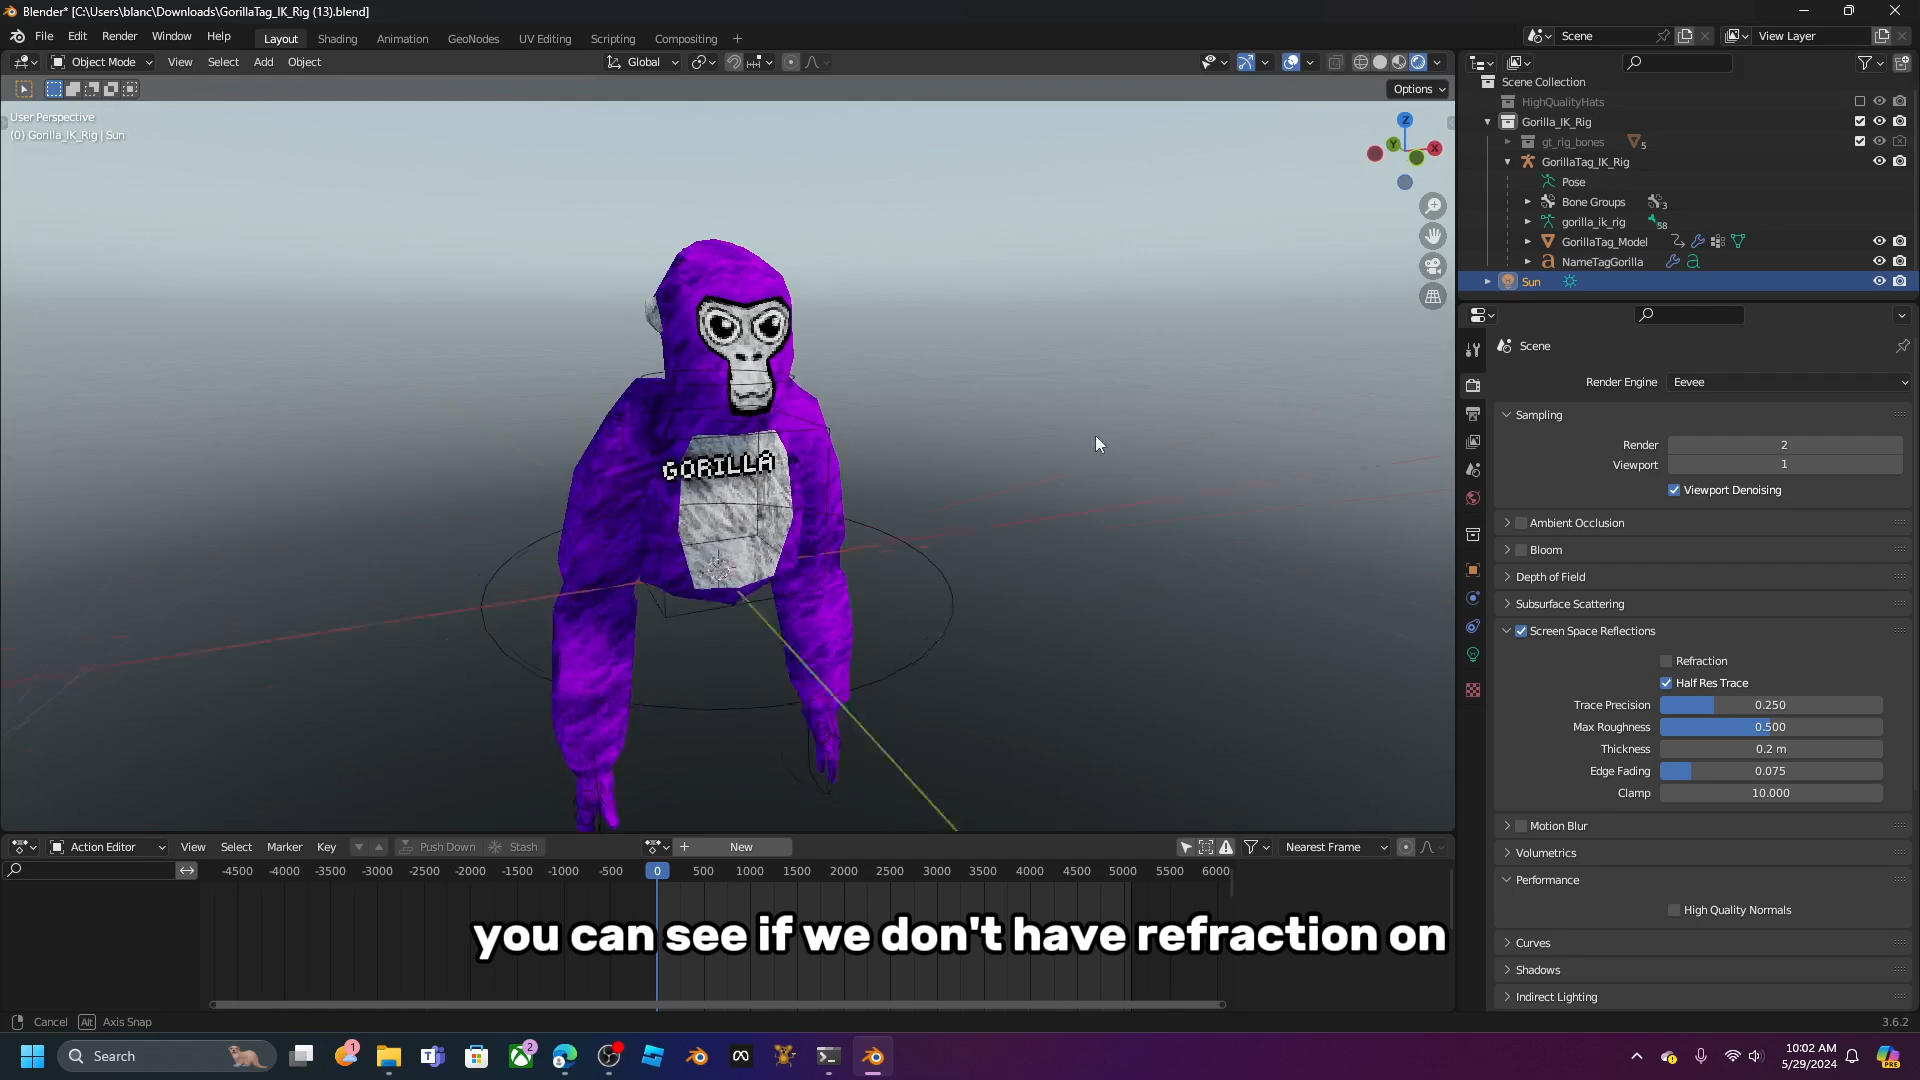 Blender* [C:\Users\blanc\Downloads\GorillaTag_IK_Rig (13).blend]
File Edit Render Window Help Layout Shading Animation GeoNodes UV Editing Scripting Compositing + Scene View Layer
Object Mode View Select Add Object Global
Options
User Perspective
(0) Gorilla_IK_Rig | Sun
Z
Y
X
GORILLA
Scene Collection
HighQualityHats
Gorilla_IK_Rig
gt_rig_bones 5
GorillaTag_IK_Rig
Pose
Bone Groups 3
gorilla_ik_rig 58
GorillaTag_Model
NameTagGorilla
Sun
Scene
Render Engine Eevee
Sampling
Render 2
Viewport 1
Viewport Denoising
Ambient Occlusion
Bloom
Depth of Field
Subsurface Scattering
Screen Space Reflections
Refraction
Half Res Trace
Trace Precision 0.250
Max Roughness 0.500
Thickness 0.2 m
Edge Fading 0.075
Clamp 10.000
Motion Blur
Volumetrics
Performance
High Quality Normals
Curves
Shadows
Indirect Lighting
Action Editor View Select Marker Key Push Down Stash + New Nearest Frame
-4500 -4000 -3500 -3000 -2500 -2000 -1500 -1000 -500 0 500 1000 1500 2000 2500 3000 3500 4000 4500 5000 5500 6000
you can see if we don't have refraction on
Cancel Alt Axis Snap 3.6.2
Search 1 2 10:02 AM
5/29/2024
PRE